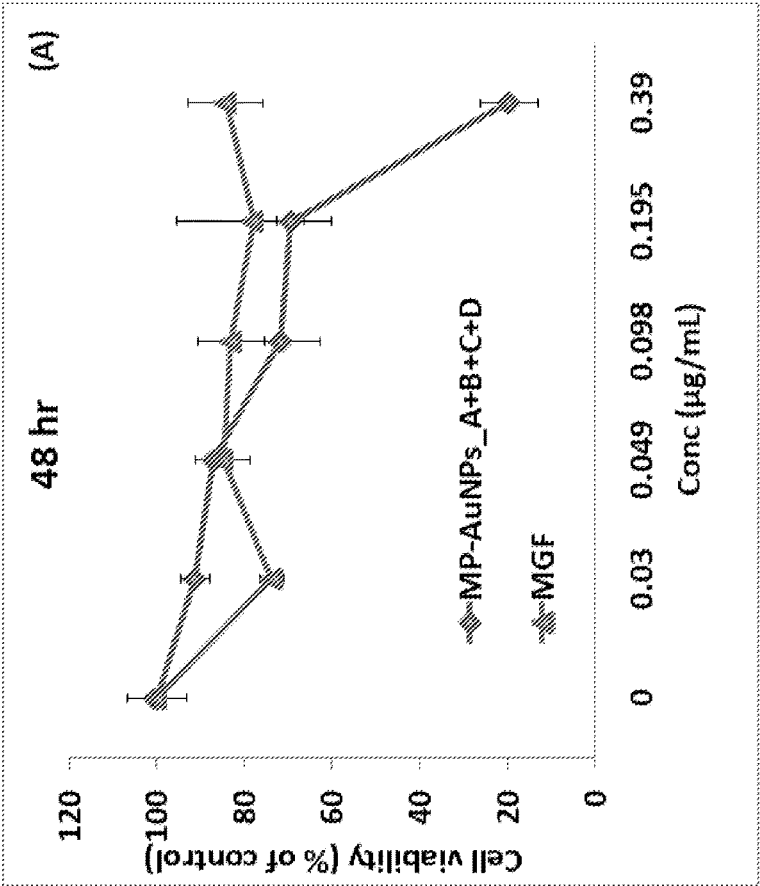 48 hr
(A)
Cell viability (% of control)
120
100
80
60
40
20
0
MP-AuNPs_A+B+C+D
MGF
0 0.03 0.049 0.098 0.195 0.39
Conc (µg/mL)